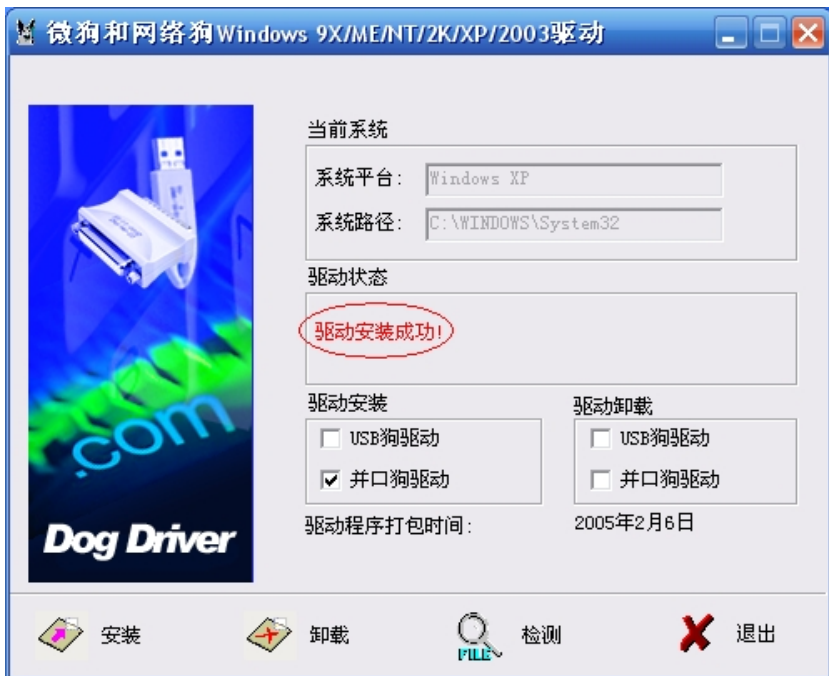 微狗和网络狗Windows 9X/ME/NT/2K/XP/2003驱动
当前系统
系统平台: Windows XP
系统路径: C:\WINDOWS\System32
驱动状态
驱动安装成功!
驱动安装
驱动卸载
USB狗驱动
USB狗驱动
并口狗驱动
并口狗驱动
驱动程序打包时间: 2005年2月6日
.com
Dog Driver
安装
卸载
FILE
检测
退出